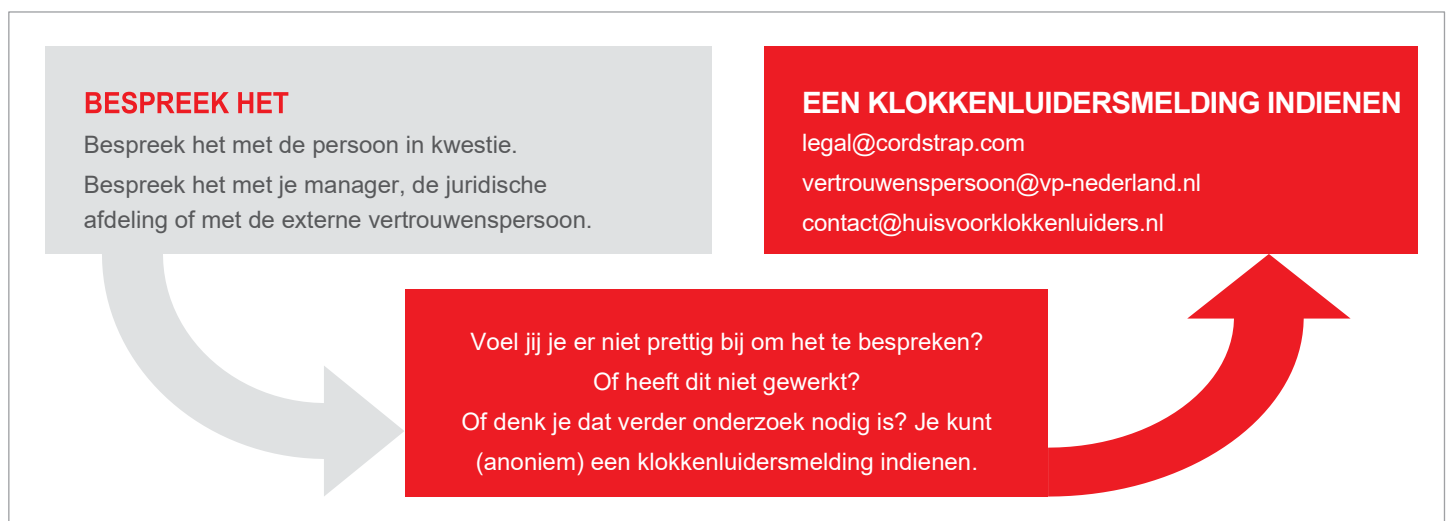 BESPREEK HET
Bespreek het met de persoon in kwestie.
Bespreek het met je manager, de juridische
afdeling of met de externe vertrouwenspersoon.
EEN KLOKKENLUIDERSMELDING INDIENEN
legal@cordstrap.com
vertrouwenspersoon@vp-nederland.nl
contact@huisvoorklokkenluiders.nl
Voel jij je er niet prettig bij om het te bespreken?
Of heeft dit niet gewerkt?
Of denk je dat verder onderzoek nodig is? Je kunt
(anoniem) een klokkenluidersmelding indienen.